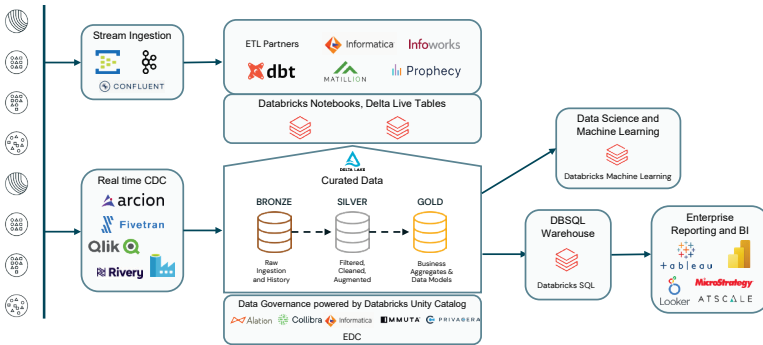 Stream Ingestion
CONFLUENT
ETL Partners
Informatica
Infoworks
dbt
MATILLION
Prophecy
Databricks Notebooks, Delta Live Tables
Real time CDC
arcion
Fivetran
Qlik
Rivery
DELTA LAKE
Curated Data
BRONZE
SILVER
GOLD
Raw
Ingestion
and History
Filtered,
Cleaned,
Augmented
Business
Aggregates &
Data Models
Data Governance powered by Databricks Unity Catalog
Alation
Collibra
Informatica
IMMUTA
PRIVACERA
EDC
Data Science and
Machine Learning
Databricks Machine Learning
DBSQL
Warehouse
Databricks SQL
Enterprise
Reporting and BI
+ableau
Looker
MicroStrategy
ATSCALE